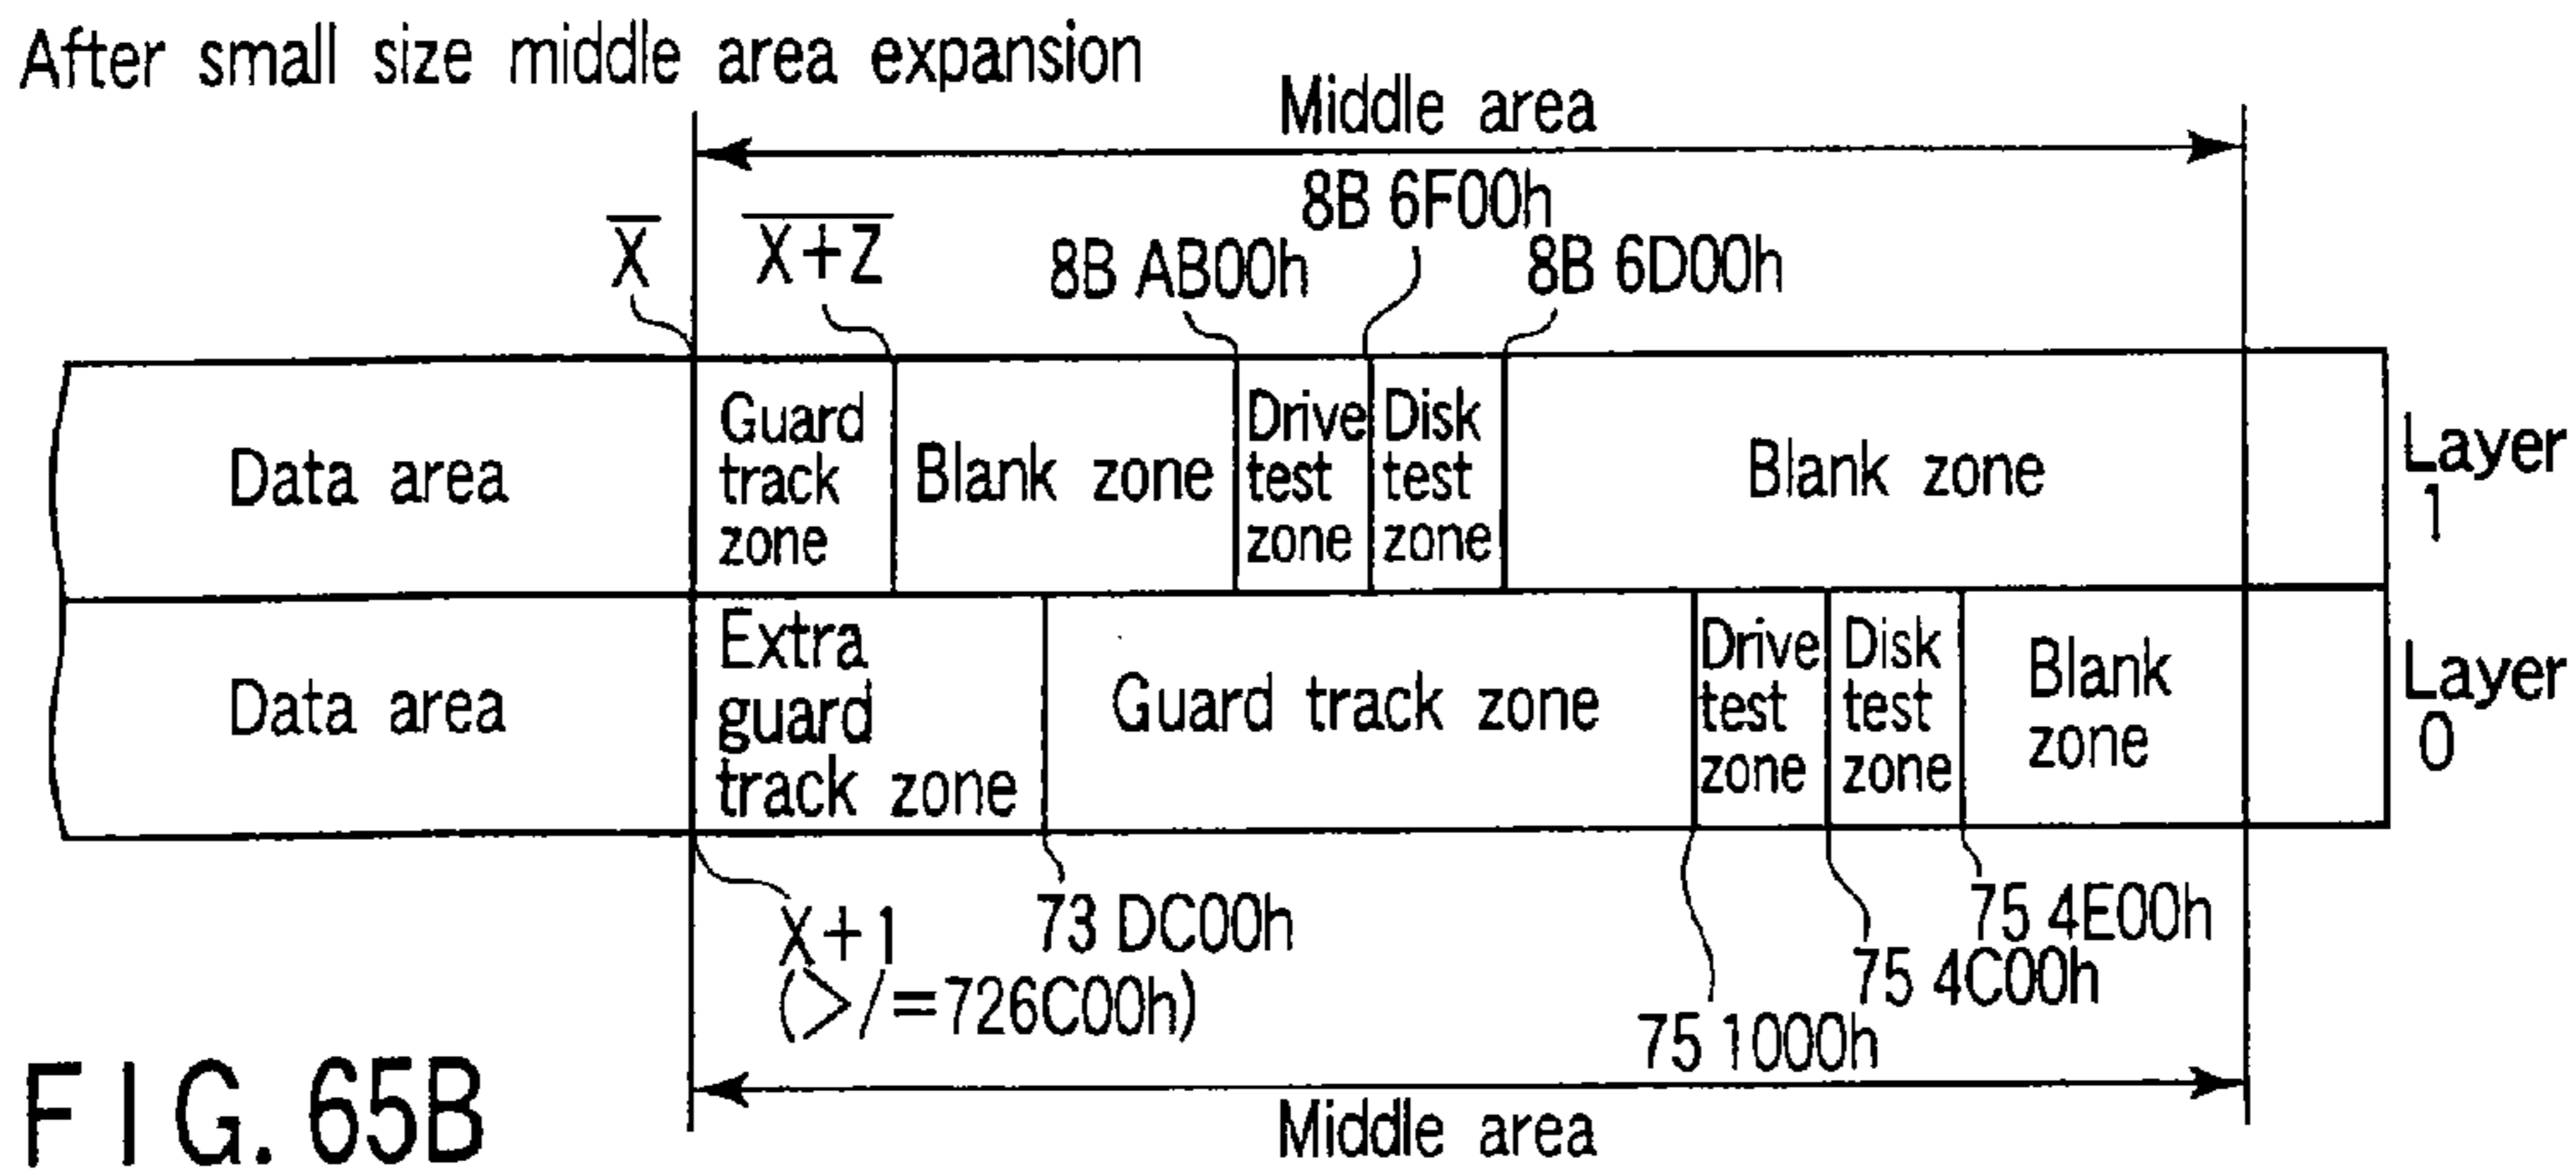 After small size middle area expansion
Middle area
X̅
X̅+̅Z̅
8B AB00h
8B 6F00h
8B 6D00h
Data area
Guard
track
zone
Blank zone
Drive
test
zone
Disk
test
zone
Blank zone
Layer
1
Data area
Extra
guard
track zone
Guard track zone
Drive
test
zone
Disk
test
zone
Blank
zone
Layer
0
X+1
(>/=726C00h)
73 DC00h
75 1000h
75 4C00h
75 4E00h
Middle area
FIG. 65B